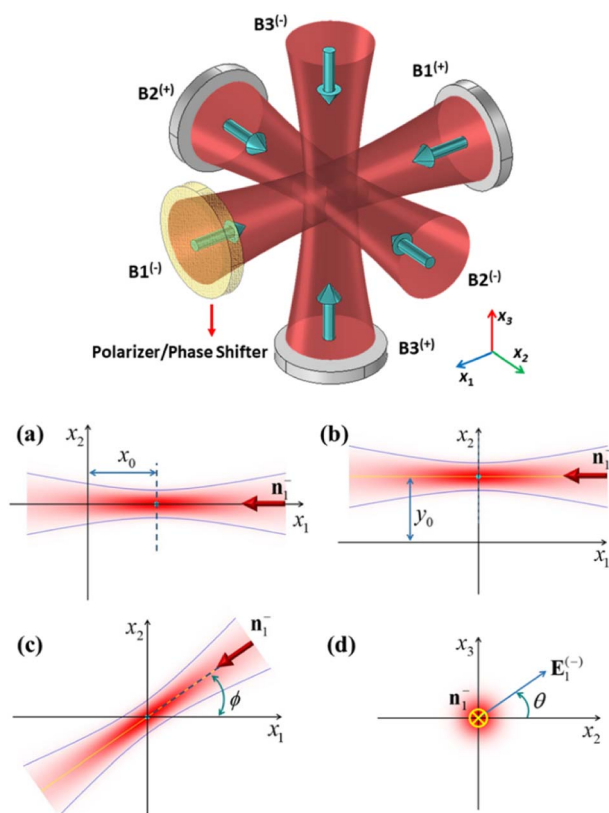 B3(-)
B2(+)
B1(+)
B1(-)
B2(-)
Polarizer/Phase Shifter
B3(+)
x3
x1
x2
(a)
x2
x0
n1−
x1
(b)
x2
n1−
y0
x1
(c)
x2
n1−
ϕ
x1
(d)
x3
n1−
E1(−)
θ
x2